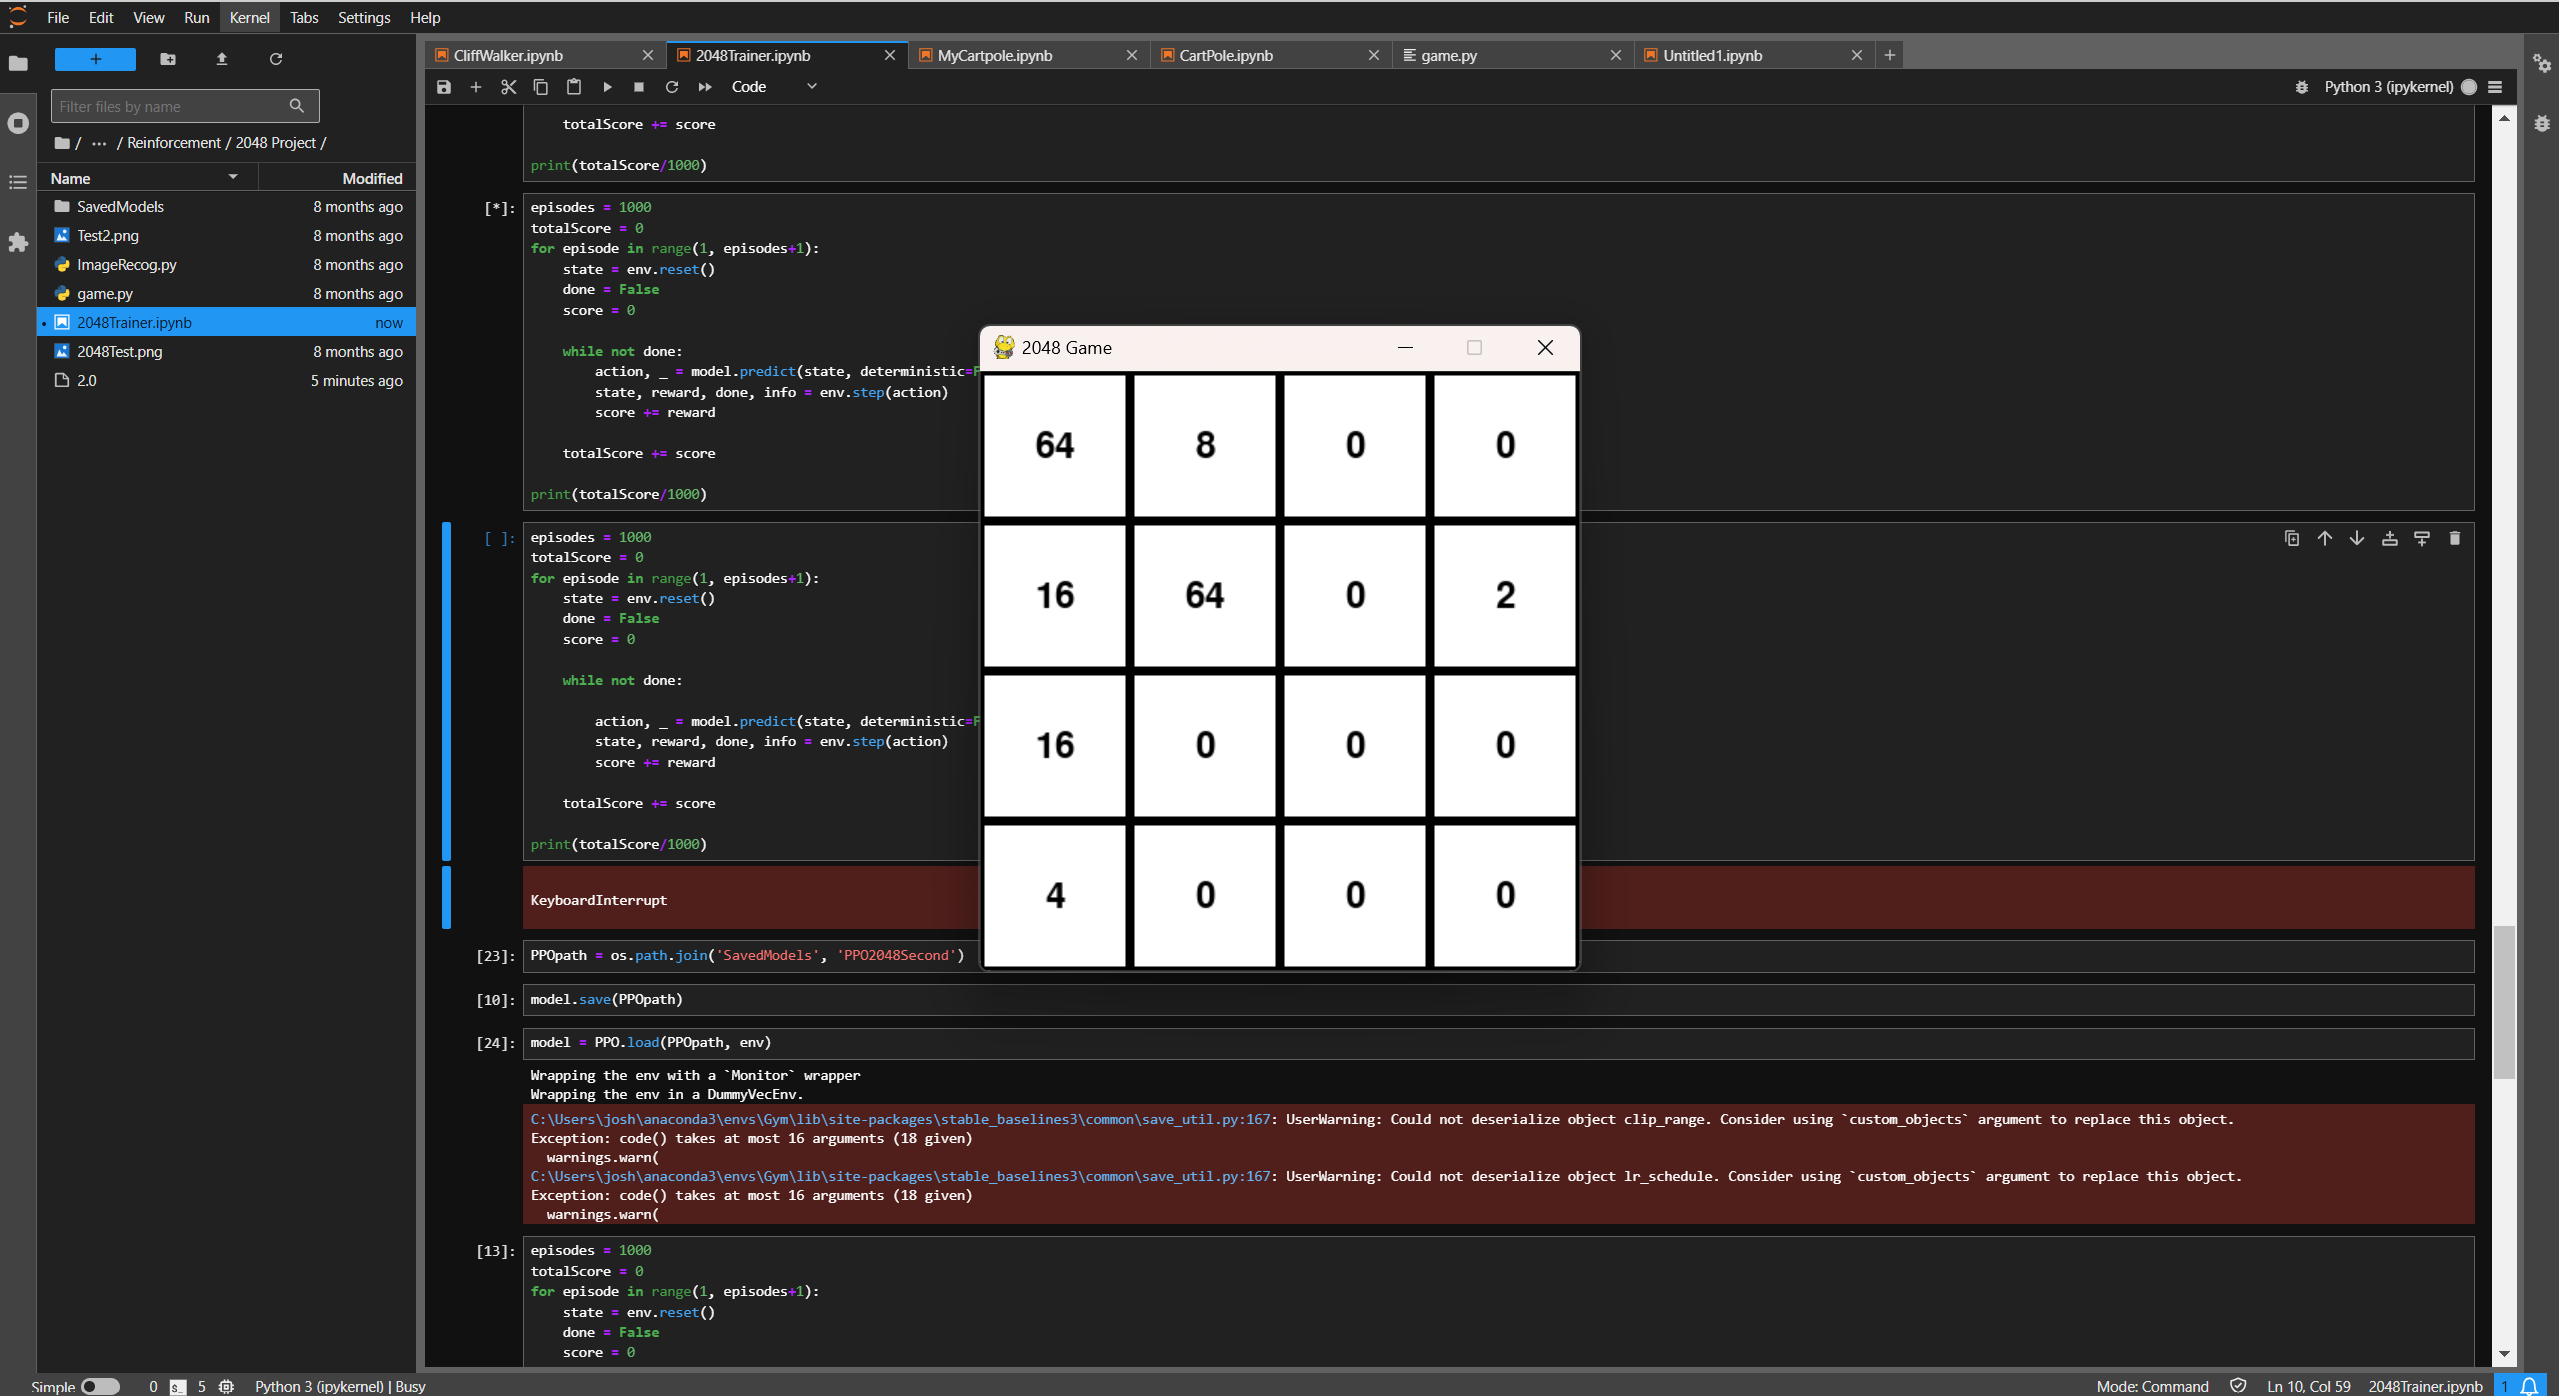 File Edit View Run Kernel Tabs Settings Help
+
Filter files by name
/ ··· / Reinforcement / 2048 Project /
Name Modified
SavedModels 8 months ago
Test2.png 8 months ago
ImageRecog.py 8 months ago
game.py 8 months ago
2048Trainer.ipynb now
2048Test.png 8 months ago
2.0 5 minutes ago
CliffWalker.ipynb 2048Trainer.ipynb MyCartpole.ipynb CartPole.ipynb game.py Untitled1.ipynb
Code
Python 3 (ipykernel)
totalScore += score
print(totalScore/1000)
[*]:
episodes = 1000
totalScore = 0
for episode in range(1, episodes+1):
state = env.reset()
done = False
score = 0
while not done:
action, _ = model.predict(state, deterministic=F
state, reward, done, info = env.step(action)
score += reward
totalScore += score
print(totalScore/1000)
[ ]:
episodes = 1000
totalScore = 0
for episode in range(1, episodes+1):
state = env.reset()
done = False
score = 0
while not done:
action, _ = model.predict(state, deterministic=F
state, reward, done, info = env.step(action)
score += reward
totalScore += score
print(totalScore/1000)
KeyboardInterrupt
[23]: PPOpath = os.path.join('SavedModels', 'PPO2048Second')
[10]: model.save(PPOpath)
[24]: model = PPO.load(PPOpath, env)
Wrapping the env with a `Monitor` wrapper
Wrapping the env in a DummyVecEnv.
C:\Users\josh\anaconda3\envs\Gym\lib\site-packages\stable_baselines3\common\save_util.py:167: UserWarning: Could not deserialize object clip_range. Consider using `custom_objects` argument to replace this object.
Exception: code() takes at most 16 arguments (18 given)
warnings.warn(
C:\Users\josh\anaconda3\envs\Gym\lib\site-packages\stable_baselines3\common\save_util.py:167: UserWarning: Could not deserialize object lr_schedule. Consider using `custom_objects` argument to replace this object.
Exception: code() takes at most 16 arguments (18 given)
warnings.warn(
[13]:
episodes = 1000
totalScore = 0
for episode in range(1, episodes+1):
state = env.reset()
done = False
score = 0
2048 Game
64 8 0 0
16 64 0 2
16 0 0 0
4 0 0 0
Simple 0 5 Python 3 (ipykernel) | Busy
Mode: Command Ln 10, Col 59 2048Trainer.ipynb 1